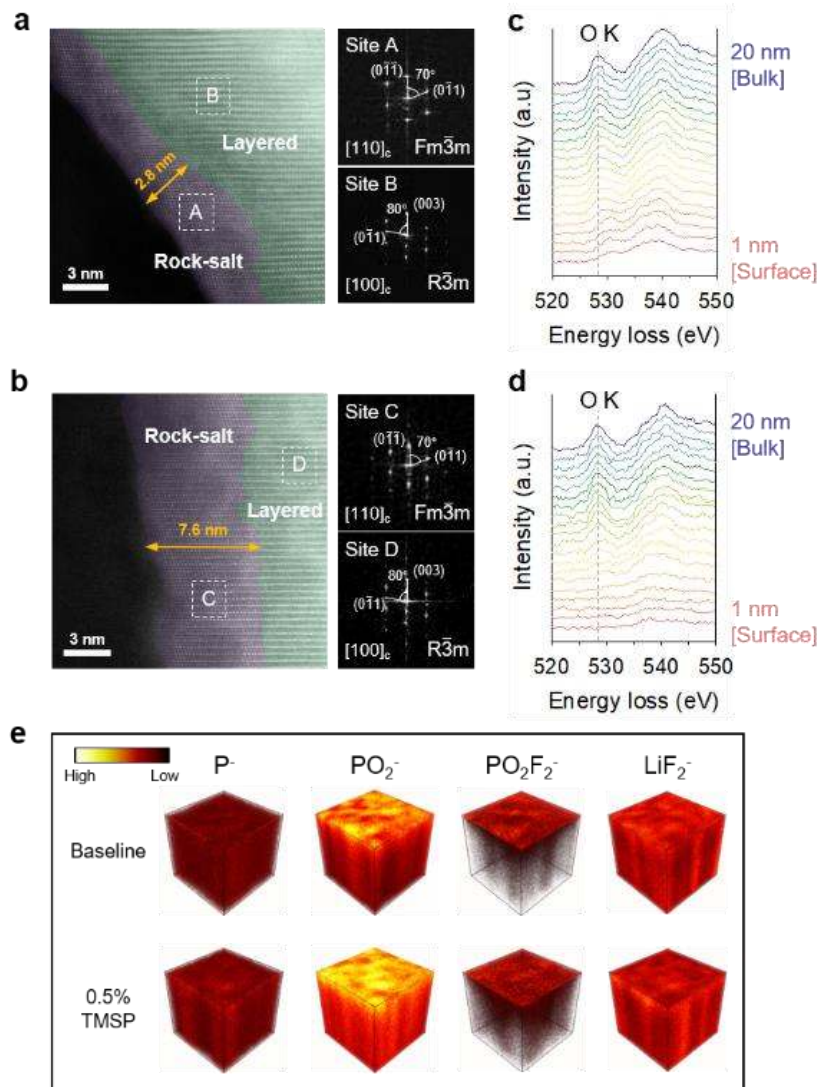 a
B
Layered
2.8 nm
A
Rock-salt
3 nm
Site A
(01̄1̄)
70°
(01̄1)
[110]c
Fm3̄m
Site B
80°
(003)
(01̄1)
[100]c
R3̄m
c
O K
20 nm
[Bulk]
Intensity (a.u)
1 nm
[Surface]
520 530 540 550
Energy loss (eV)
b
Rock-salt
D
Layered
7.6 nm
C
3 nm
Site C
(01̄1̄)
70°
(01̄1)
[110]c
Fm3̄m
Site D
80°
(003)
(01̄1)
[100]c
R3̄m
d
O K
20 nm
[Bulk]
Intensity (a.u.)
1 nm
[Surface]
520 530 540 550
Energy loss (eV)
e
High Low
P⁻ PO₂⁻ PO₂F₂⁻ LiF₂⁻
Baseline
0.5%
TMSP